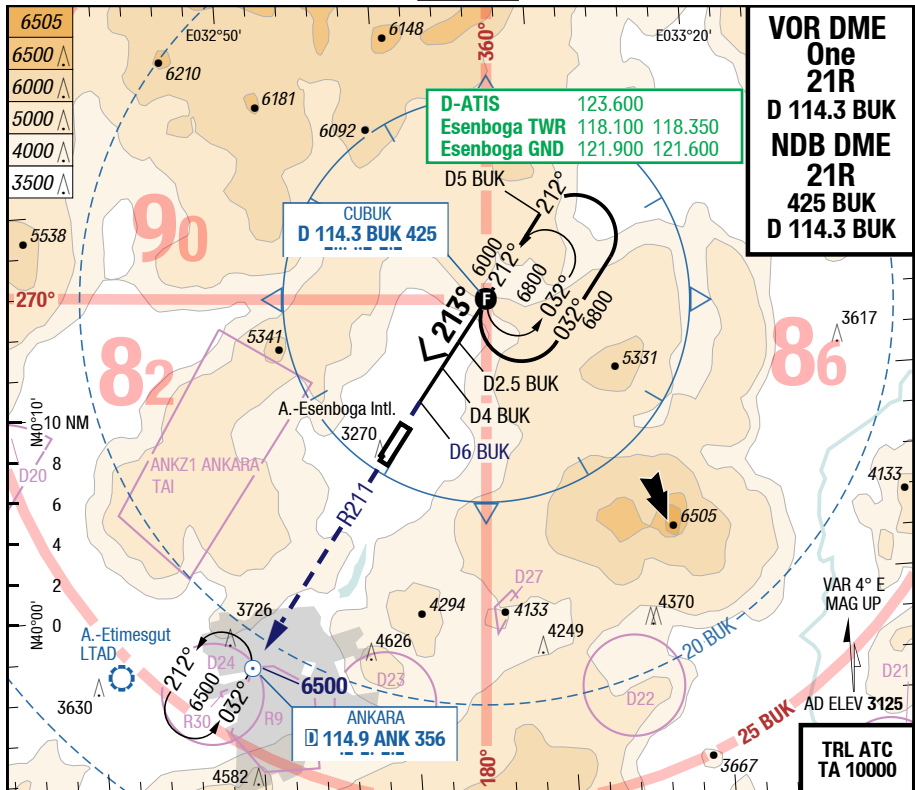 6505
6500
6000
5000
4000
3500
E032°50'
6148
360°
E033°20'
6210
6181
6092
D-ATIS 123.600
Esenboga TWR 118.100 118.350
Esenboga GND 121.900 121.600
VOR DME
One
21R
D 114.3 BUK
NDB DME
21R
425 BUK
D 114.3 BUK
D5 BUK
212°
CUBUK
D 114.3 BUK 425
90
5538
6000
212°
6800
032°
032°
6800
270°
F
<213°
3617
5341
82
86
5331
D2.5 BUK
D4 BUK
D6 BUK
A.-Esenboga Intl.
3270
N40°10'
10 NM
8
6
4
2
0
N40°00'
D20
ANKZ1 ANKARA
TAI
R211
4133
6505
D27
VAR 4° E
MAG UP
3726
4294
4133
4370
4249
4626
20 BUK
A.-Etimesgut
LTAD
D24
212°
6500
032°
6500
D23
D22
D21
3630
R30
R9
ANKARA
D 114.9 ANK 356
AD ELEV 3125
25 BUK
180°
4582
3667
TRL ATC
TA 10000